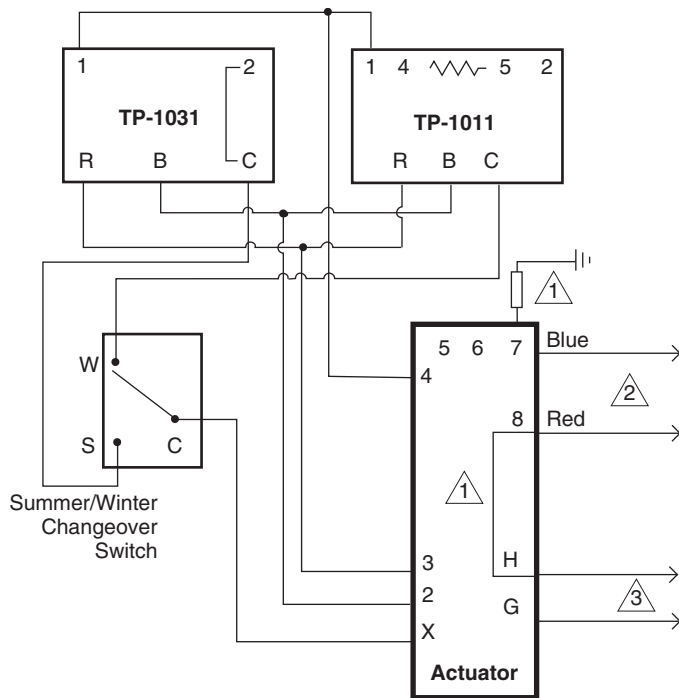 1 2
TP-1031
R B C
1 4 5 2
TP-1011
R B C
1
W
S C
Summer/Winter
Changeover
Switch
5 6 7 Blue
4
2
8 Red
1
H
3
3
2
G
X
Actuator